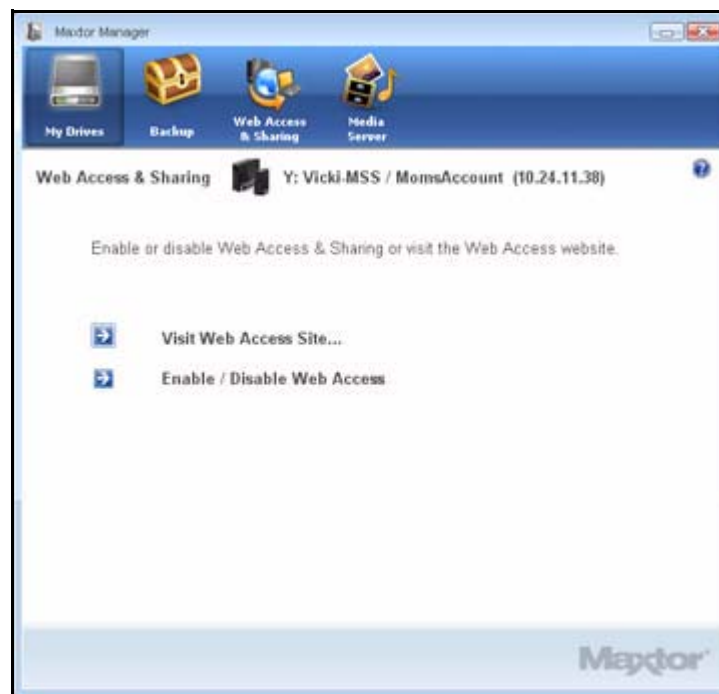 Maxtor Manager
My Drives
Backup
Web Access
& Sharing
Media
Server
Web Access & Sharing
Y: Vicki-MSS / MomsAccount (10.24.11.38)
?
Enable or disable Web Access & Sharing or visit the Web Access website.
Visit Web Access Site...
Enable / Disable Web Access
Maxtor